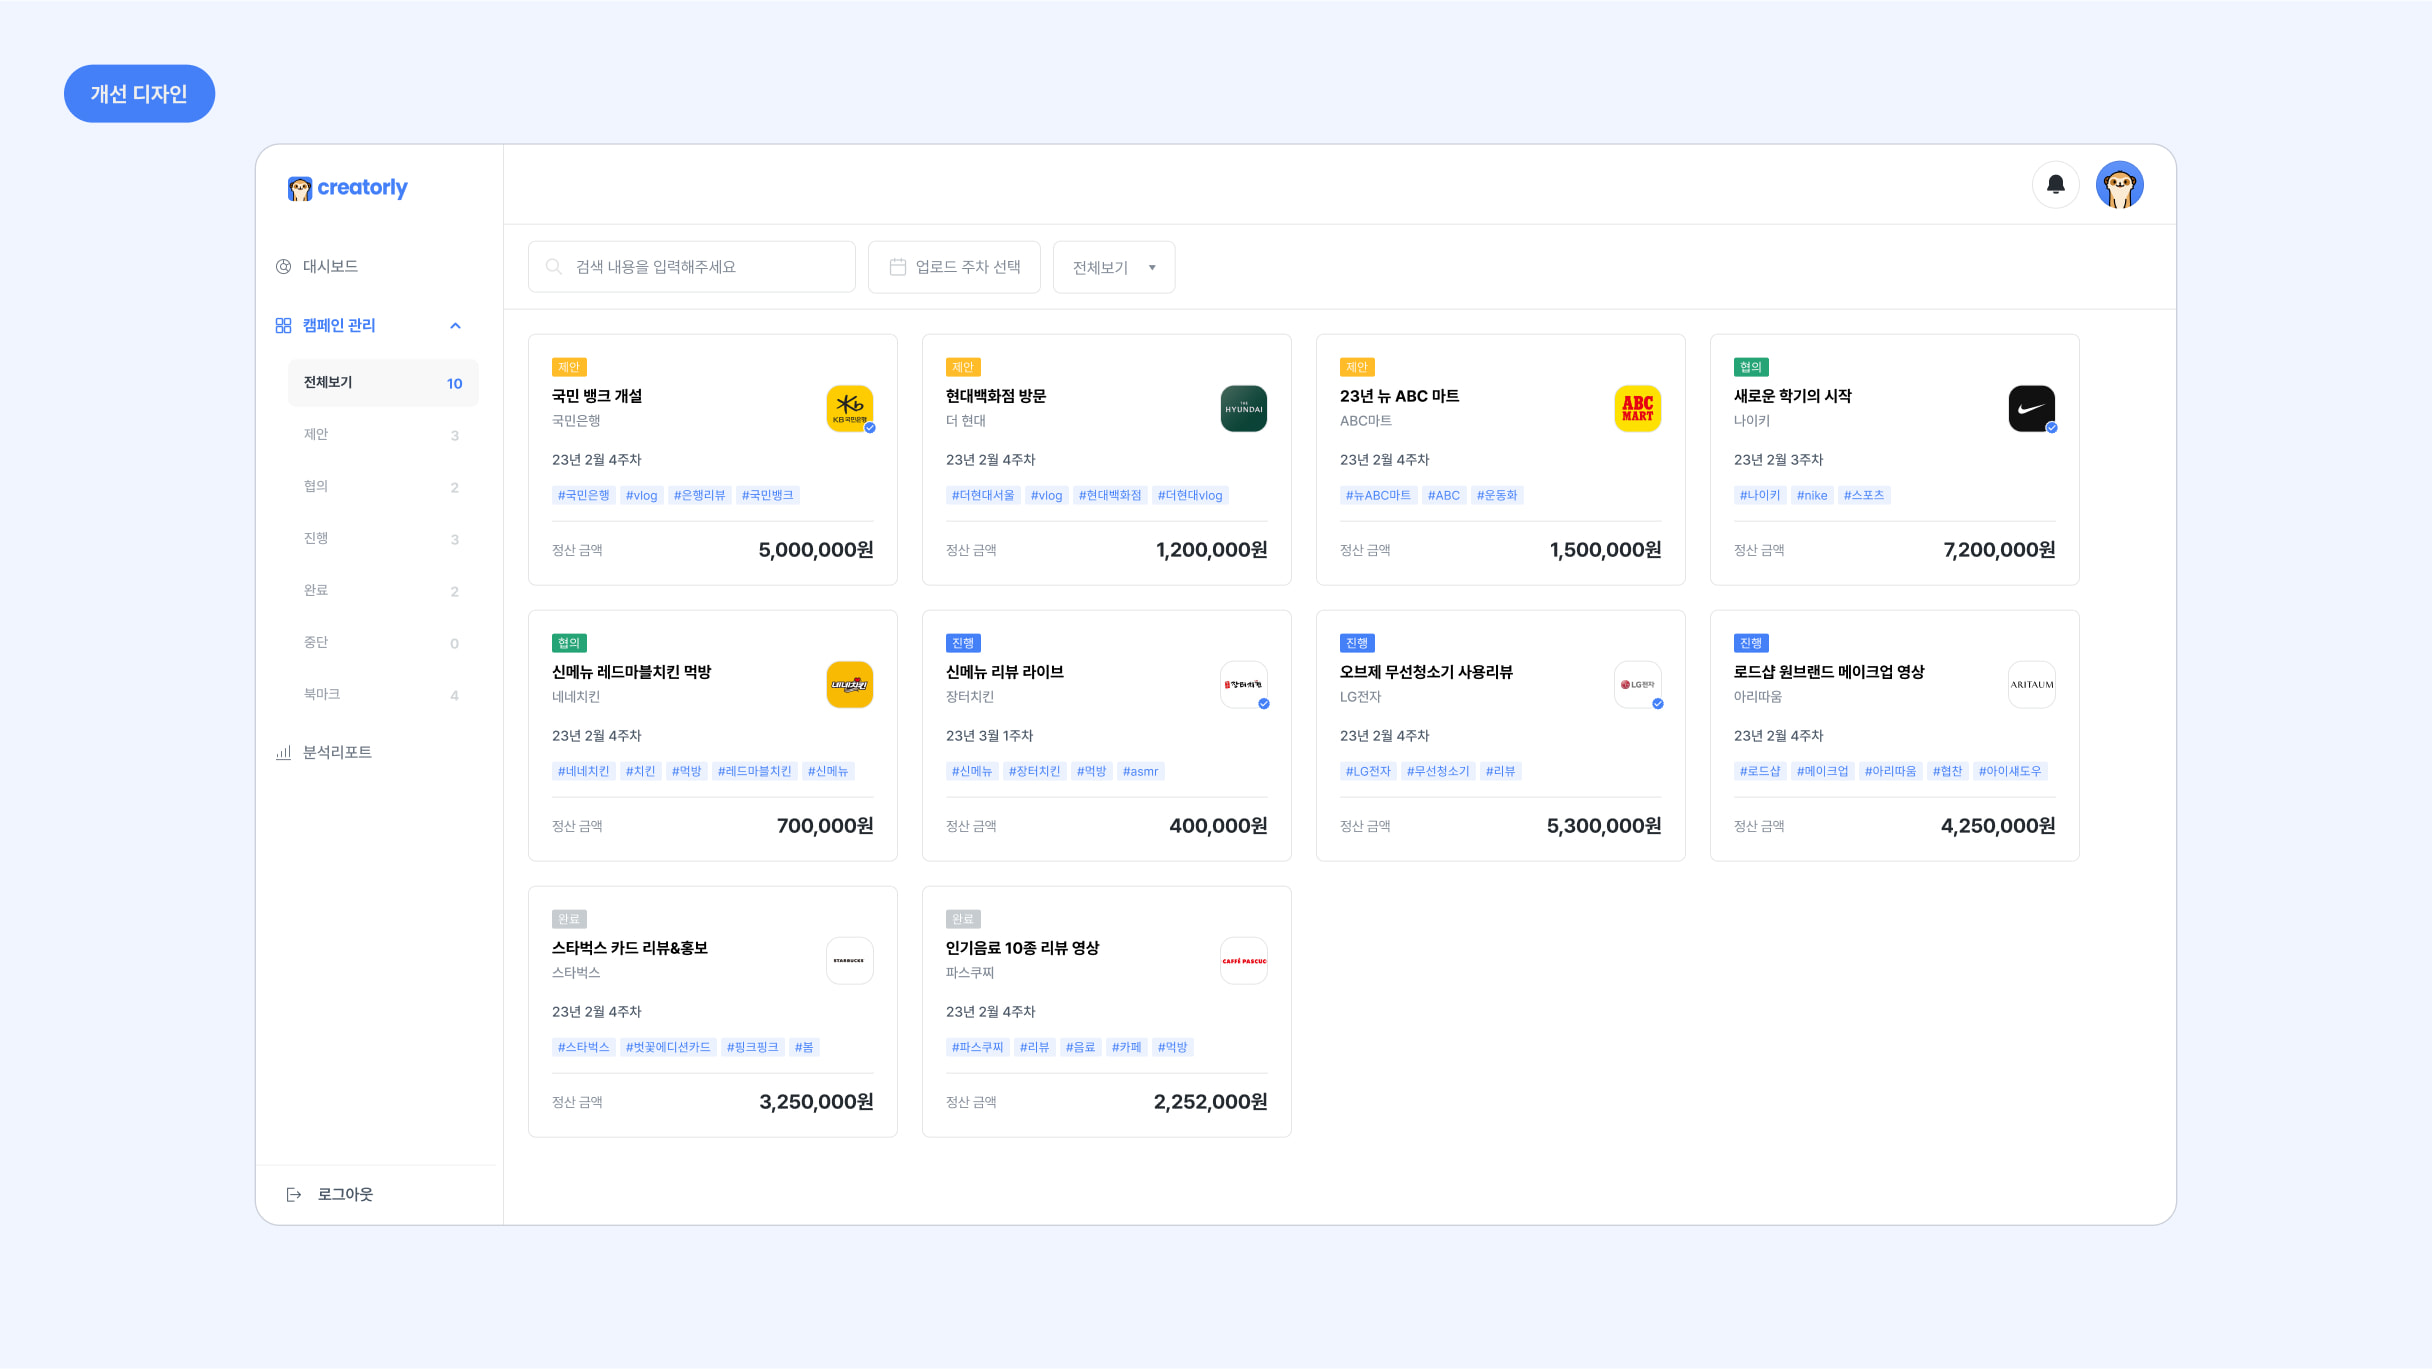 개선 디자인
creatorly
대시보드
캠페인 관리
전체보기 10
제안 3
협의 2
진행 3
완료 2
중단 0
북마크 4
분석리포트
로그아웃
검색 내용을 입력해주세요
업로드 주차 선택
전체보기
제안
국민 뱅크 개설
국민은행
KB 국민은행
23년 2월 4주차
#국민은행 #vlog #은행리뷰 #국민뱅크
정산 금액 5,000,000원
제안
현대백화점 방문
더 현대
THE
HYUNDAI
23년 2월 4주차
#더현대서울 #vlog #현대백화점 #더현대vlog
정산 금액 1,200,000원
제안
23년 뉴 ABC 마트
ABC마트
ABC
MART
23년 2월 4주차
#뉴ABC마트 #ABC #운동화
정산 금액 1,500,000원
협의
새로운 학기의 시작
나이키
23년 2월 3주차
#나이키 #nike #스포츠
정산 금액 7,200,000원
협의
신메뉴 레드마블치킨 먹방
네네치킨
네네치킨
23년 2월 4주차
#네네치킨 #치킨 #먹방 #레드마블치킨 #신메뉴
정산 금액 700,000원
진행
신메뉴 리뷰 라이브
장터치킨
장터치킨
23년 3월 1주차
#신메뉴 #장터치킨 #먹방 #asmr
정산 금액 400,000원
진행
오브제 무선청소기 사용리뷰
LG전자
LG전자
23년 2월 4주차
#LG전자 #무선청소기 #리뷰
정산 금액 5,300,000원
진행
로드샵 원브랜드 메이크업 영상
아리따움
ARITAUM
23년 2월 4주차
#로드샵 #메이크업 #아리따움 #협찬 #아이섀도우
정산 금액 4,250,000원
완료
스타벅스 카드 리뷰&홍보
스타벅스
STARBUCKS
23년 2월 4주차
#스타벅스 #벗꽃에디션카드 #핑크핑크 #봄
정산 금액 3,250,000원
완료
인기음료 10종 리뷰 영상
파스쿠찌
CAFFÉ PASCUC
23년 2월 4주차
#파스쿠찌 #리뷰 #음료 #카페 #먹방
정산 금액 2,252,000원